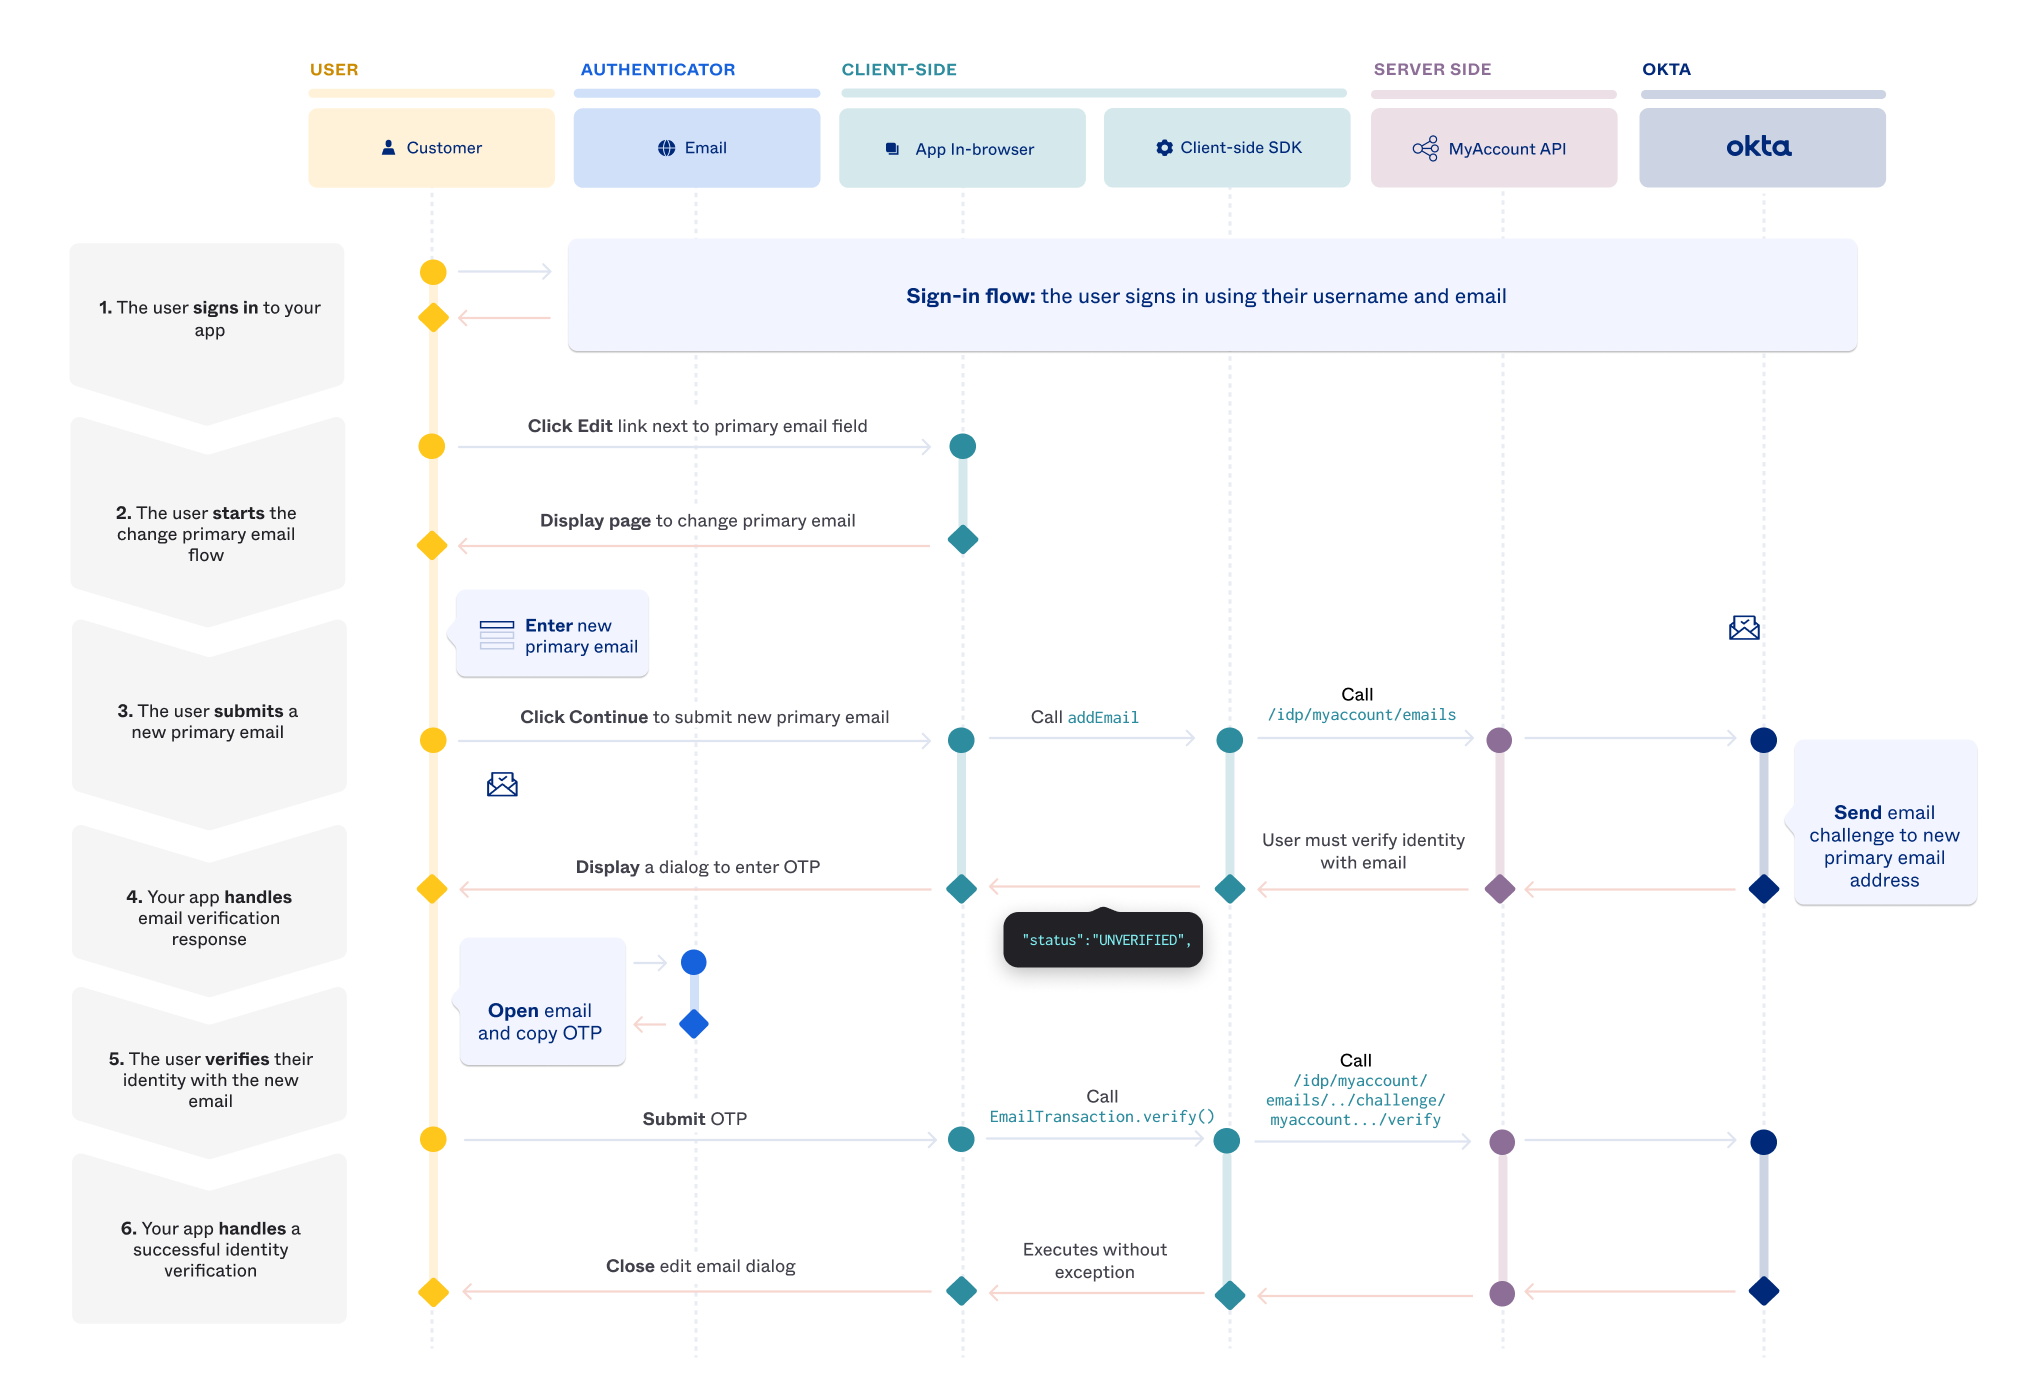 USER
AUTHENTICATOR
CLIENT-SIDE
SERVER SIDE
OKTA
Customer
Email
App In-browser
Client-side SDK
MyAccount API
okta
1. The user signs in to your
app
Sign-in flow: the user signs in using their username and email
2. The user starts the
change primary email
flow
Click Edit link next to primary email field
Display page to change primary email
3. The user submits a
new primary email
Enter new
primary email
Click Continue to submit new primary email
Call addEmail
Call
/idp/myaccount/emails
Send email
challenge to new
primary email
address
4. Your app handles
email verification
response
User must verify identity
with email
Display a dialog to enter OTP
"status":"UNVERIFIED",
5. The user verifies their
identity with the new
email
Open email
and copy OTP
Submit OTP
Call
EmailTransaction.verify()
Call
/idp/myaccount/
emails/../challenge/
myaccount.../verify
6. Your app handles a
successful identity
verification
Close edit email dialog
Executes without
exception